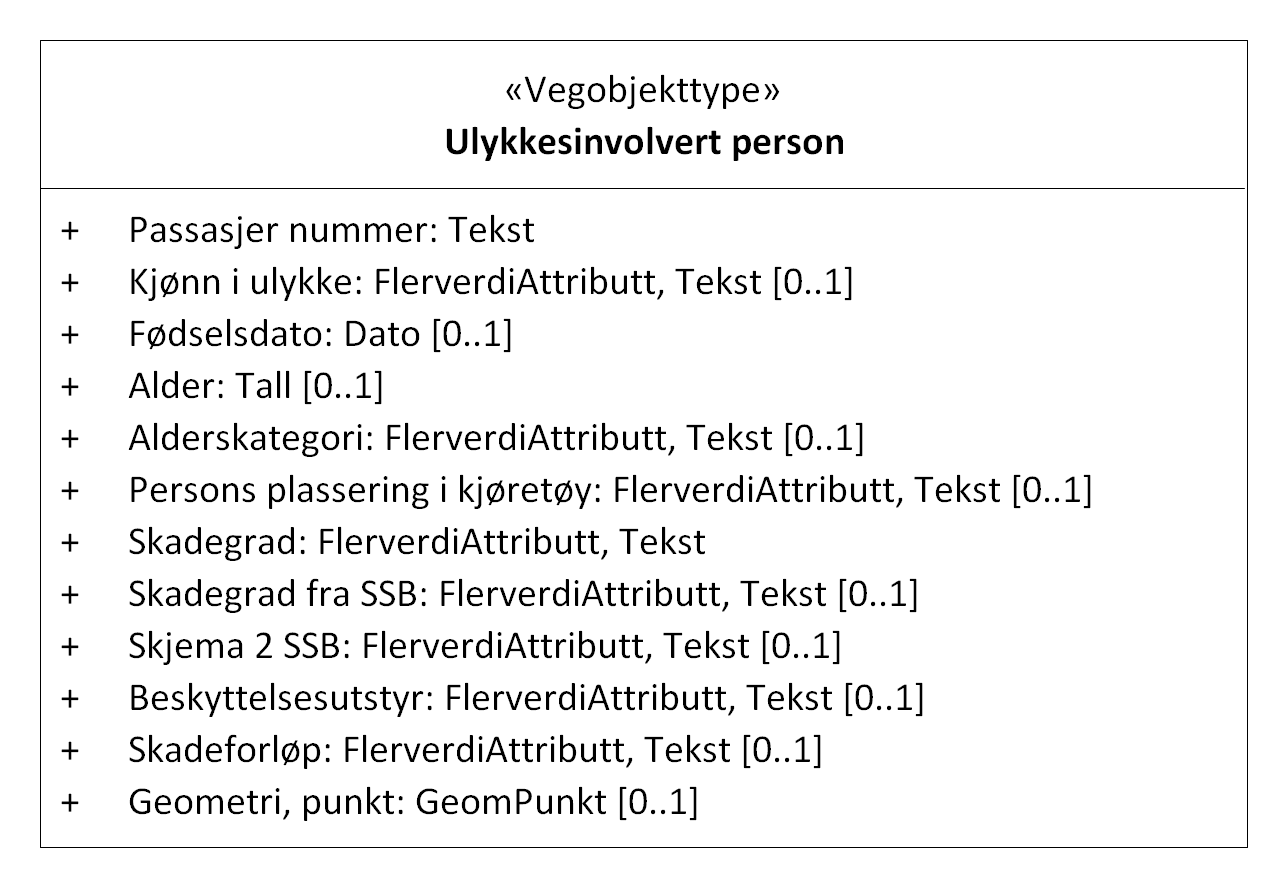 «Vegobjekttype»
Ulykkesinvolvert person
+ Passasjer nummer: Tekst
+ Kjønn i ulykke: FlerverdiAttributt, Tekst [0..1]
+ Fødselsdato: Dato [0..1]
+ Alder: Tall [0..1]
+ Alderskategori: FlerverdiAttributt, Tekst [0..1]
+ Persons plassering i kjøretøy: FlerverdiAttributt, Tekst [0..1]
+ Skadegrad: FlerverdiAttributt, Tekst
+ Skadegrad fra SSB: FlerverdiAttributt, Tekst [0..1]
+ Skjema 2 SSB: FlerverdiAttributt, Tekst [0..1]
+ Beskyttelsesutstyr: FlerverdiAttributt, Tekst [0..1]
+ Skadeforløp: FlerverdiAttributt, Tekst [0..1]
+ Geometri, punkt: GeomPunkt [0..1]